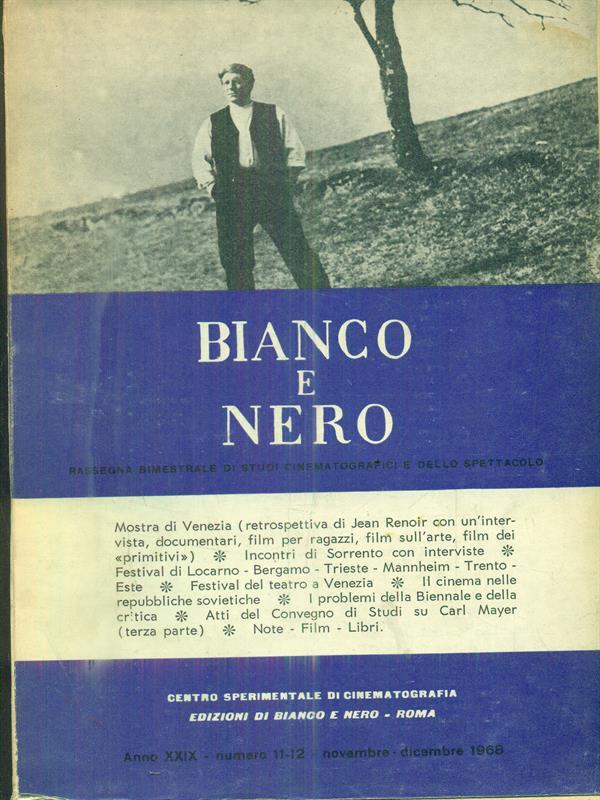 BIANCO
E
NERO
RASSEGNA BIMESTRALE DI STUDI CINEMATOGRAFICI E DELLO SPETTACOLO
Mostra di Venezia (retrospettiva di Jean Renoir con un'inter-
vista, documentari, film per ragazzi, film sull'arte, film dei
«primitivi») ❊ Incontri di Sorrento con interviste ❊
Festival di Locarno - Bergamo - Trieste - Mannheim - Trento -
Este ❊ Festival del teatro a Venezia ❊ Il cinema nelle
repubbliche sovietiche ❊ I problemi della Biennale e della
critica ❊ Atti del Convegno di Studi su Carl Mayer
(terza parte) ❊ Note - Film - Libri.
CENTRO SPERIMENTALE DI CINEMATOGRAFIA
EDIZIONI DI BIANCO E NERO - ROMA
Anno XXIX - numero 11-12 - novembre - dicembre 1968